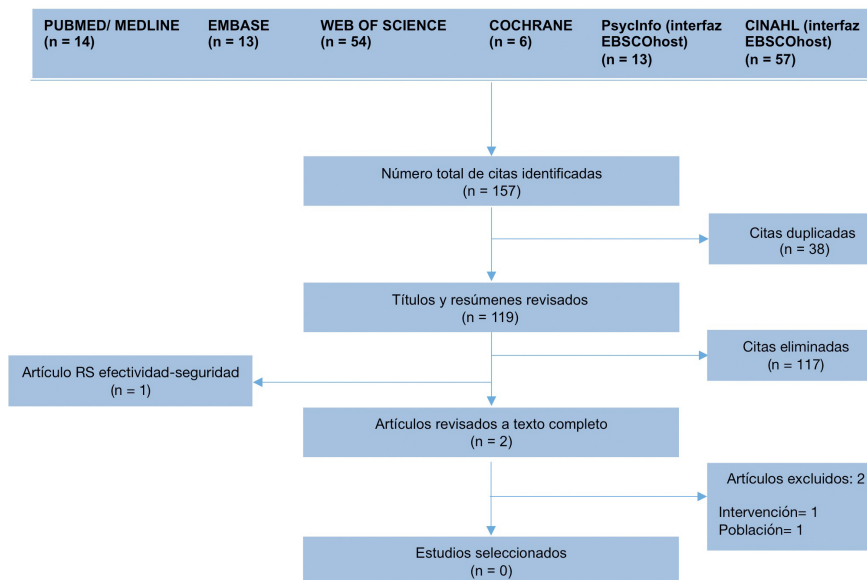 PUBMED/ MEDLINE
(n = 14)
EMBASE
(n = 13)
WEB OF SCIENCE
(n = 54)
COCHRANE
(n = 6)
PsycInfo (interfaz
EBSCOhost)
(n = 13)
CINAHL (interfaz
EBSCOhost)
(n = 57)
Número total de citas identificadas
(n = 157)
Citas duplicadas
(n = 38)
Títulos y resúmenes revisados
(n = 119)
Citas eliminadas
(n = 117)
Artículo RS efectividad-seguridad
(n = 1)
Artículos revisados a texto completo
(n = 2)
Artículos excluidos: 2
Intervención= 1
Población= 1
Estudios seleccionados
(n = 0)